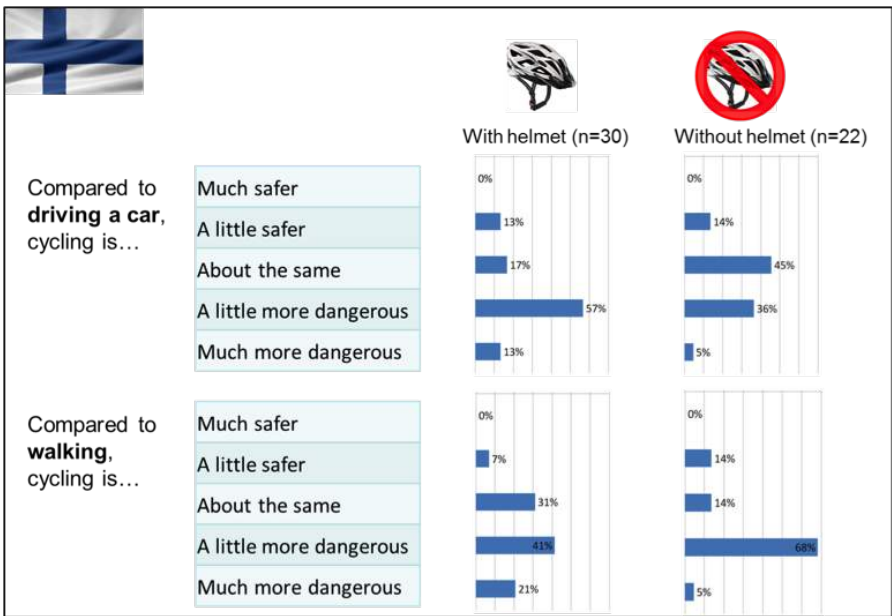 With helmet (n=30)
Without helmet (n=22)
Compared to
driving a car,
cycling is…
Much safer
0%
0%
A little safer
13%
14%
About the same
17%
45%
A little more dangerous
57%
36%
Much more dangerous
13%
5%
Compared to
walking,
cycling is…
Much safer
0%
0%
A little safer
7%
14%
About the same
31%
14%
A little more dangerous
41%
68%
Much more dangerous
21%
5%